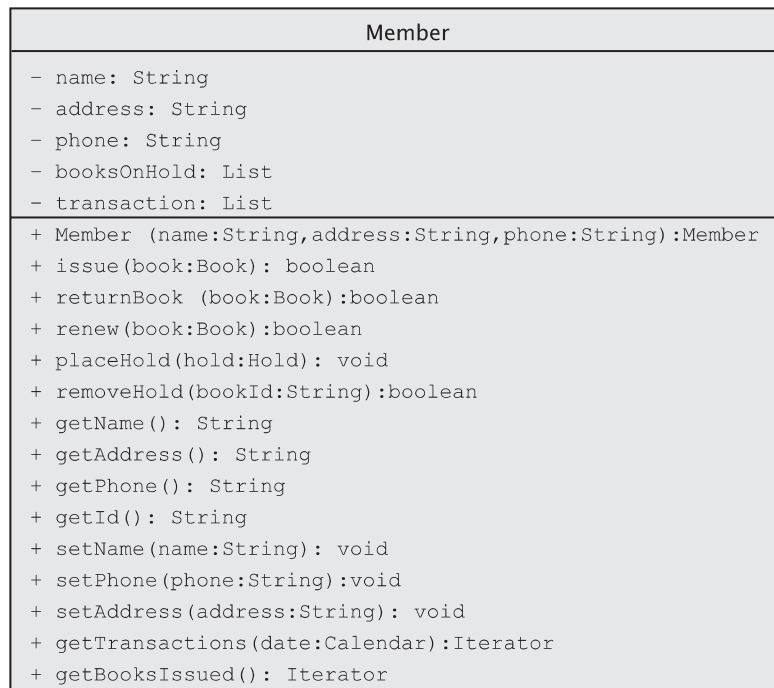 Member
- name: String
- address: String
- phone: String
- booksOnHold: List
- transaction: List
+ Member (name:String,address:String,phone:String):Member
+ issue(book:Book): boolean
+ returnBook (book:Book):boolean
+ renew(book:Book):boolean
+ placeHold(hold:Hold): void
+ removeHold(bookId:String):boolean
+ getName(): String
+ getAddress(): String
+ getPhone(): String
+ getId(): String
+ setName(name:String): void
+ setPhone(phone:String):void
+ setAddress(address:String): void
+ getTransactions(date:Calendar):Iterator
+ getBooksIssued(): Iterator